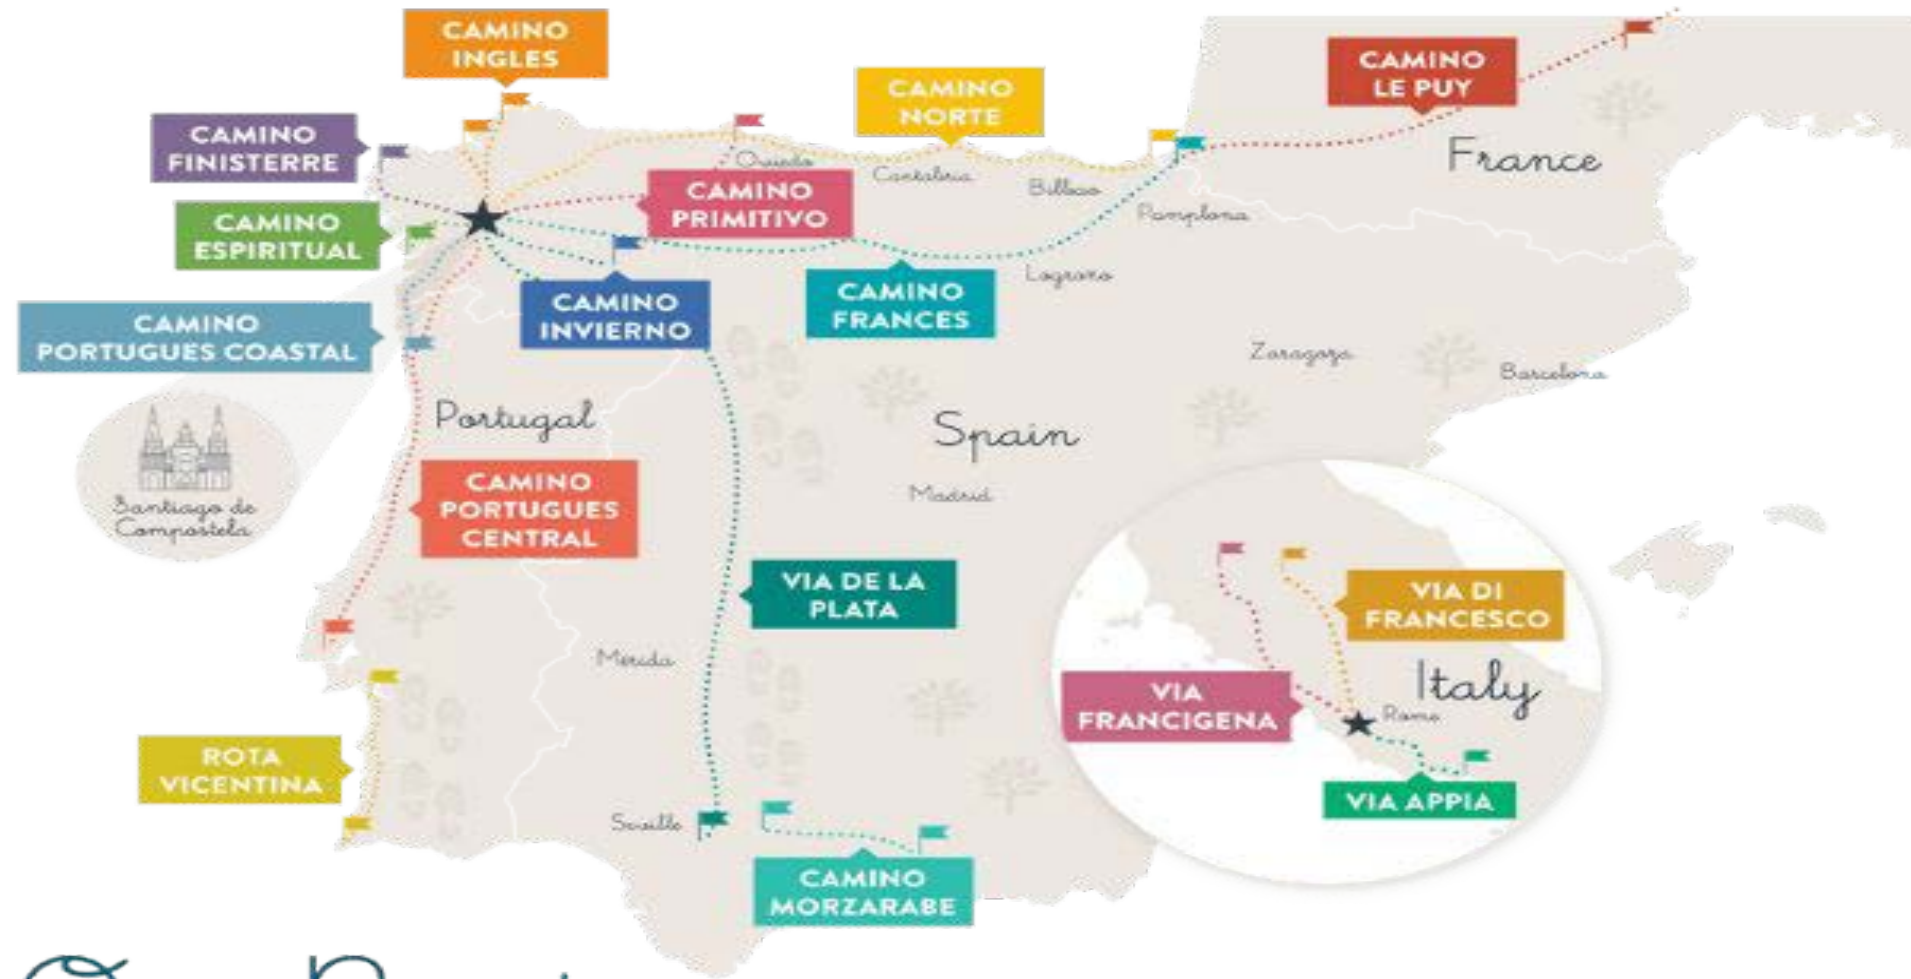 CAMINO
INGLES
CAMINO
NORTE
CAMINO
LE PUY
CAMINO
FINISTERRE
France
Oviedo
Cantabria
Bilbao
CAMINO
PRIMITIVO
Pamplona
CAMINO
ESPIRITUAL
Logrono
CAMINO
INVIERNO
CAMINO
FRANCES
CAMINO
PORTUGUES COASTAL
Zaragoza
Barcelona
Portugal
Spain
Santiago de
Compostela
CAMINO
PORTUGUES
CENTRAL
Madrid
VIA DE LA
PLATA
VIA DI
FRANCESCO
Merida
Italy
VIA
FRANCIGENA
Rome
ROTA
VICENTINA
VIA APPIA
Seville
CAMINO
MORZARABE